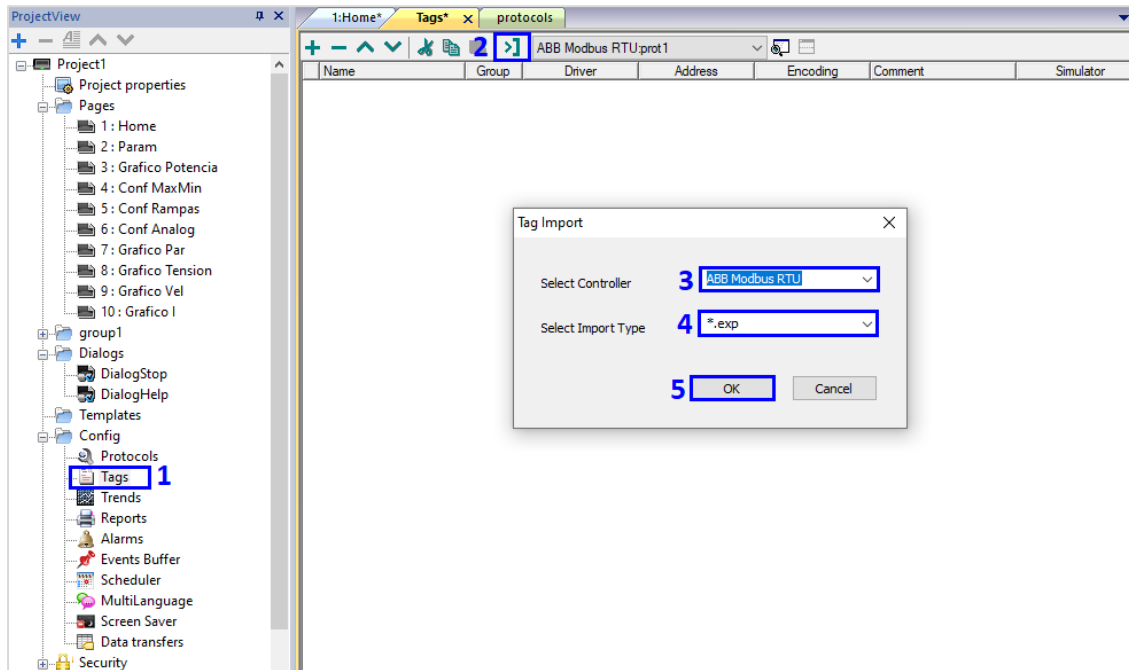 ProjectView
Project1
Project properties
Pages
1 : Home
2 : Param
3 : Grafico Potencia
4 : Conf MaxMin
5 : Conf Rampas
6 : Conf Analog
7 : Grafico Par
8 : Grafico Tension
9 : Grafico Vel
10 : Grafico I
group1
Dialogs
DialogStop
DialogHelp
Templates
Config
Protocols
Tags 1
Trends
Reports
Alarms
Events Buffer
Scheduler
MultiLanguage
Screen Saver
Data transfers
Security
1:Home* Tags* protocols
2 ABB Modbus RTU:prot1
Name Group Driver Address Encoding Comment Simulator
Tag Import
Select Controller 3 ABB Modbus RTU
Select Import Type 4 *.exp
5 OK Cancel